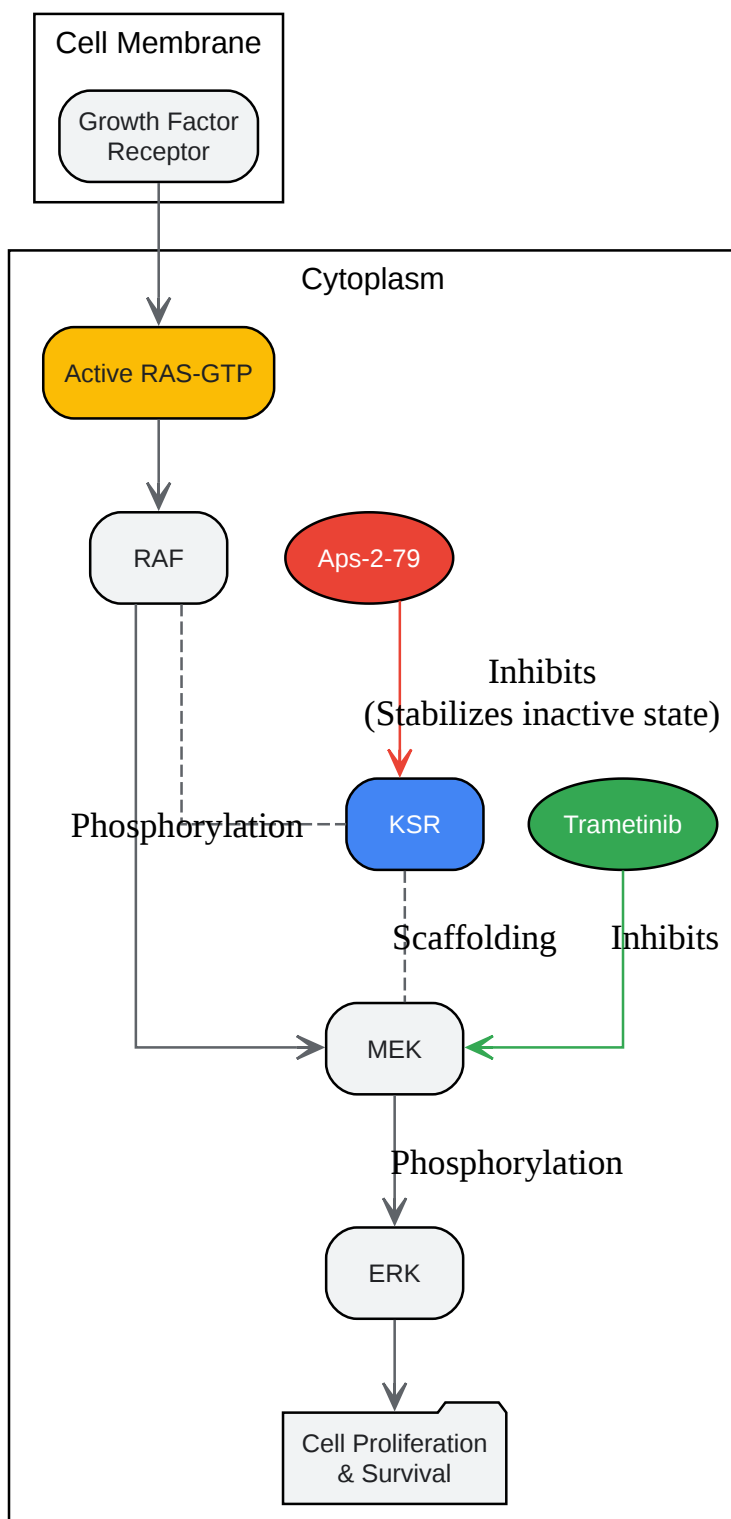 Cell Membrane
Growth Factor
Receptor
Cytoplasm
Active RAS-GTP
RAF
Aps-2-79
Inhibits
(Stabilizes inactive state)
Phosphorylation
KSR
Trametinib
Scaffolding
Inhibits
MEK
Phosphorylation
ERK
Cell Proliferation
& Survival